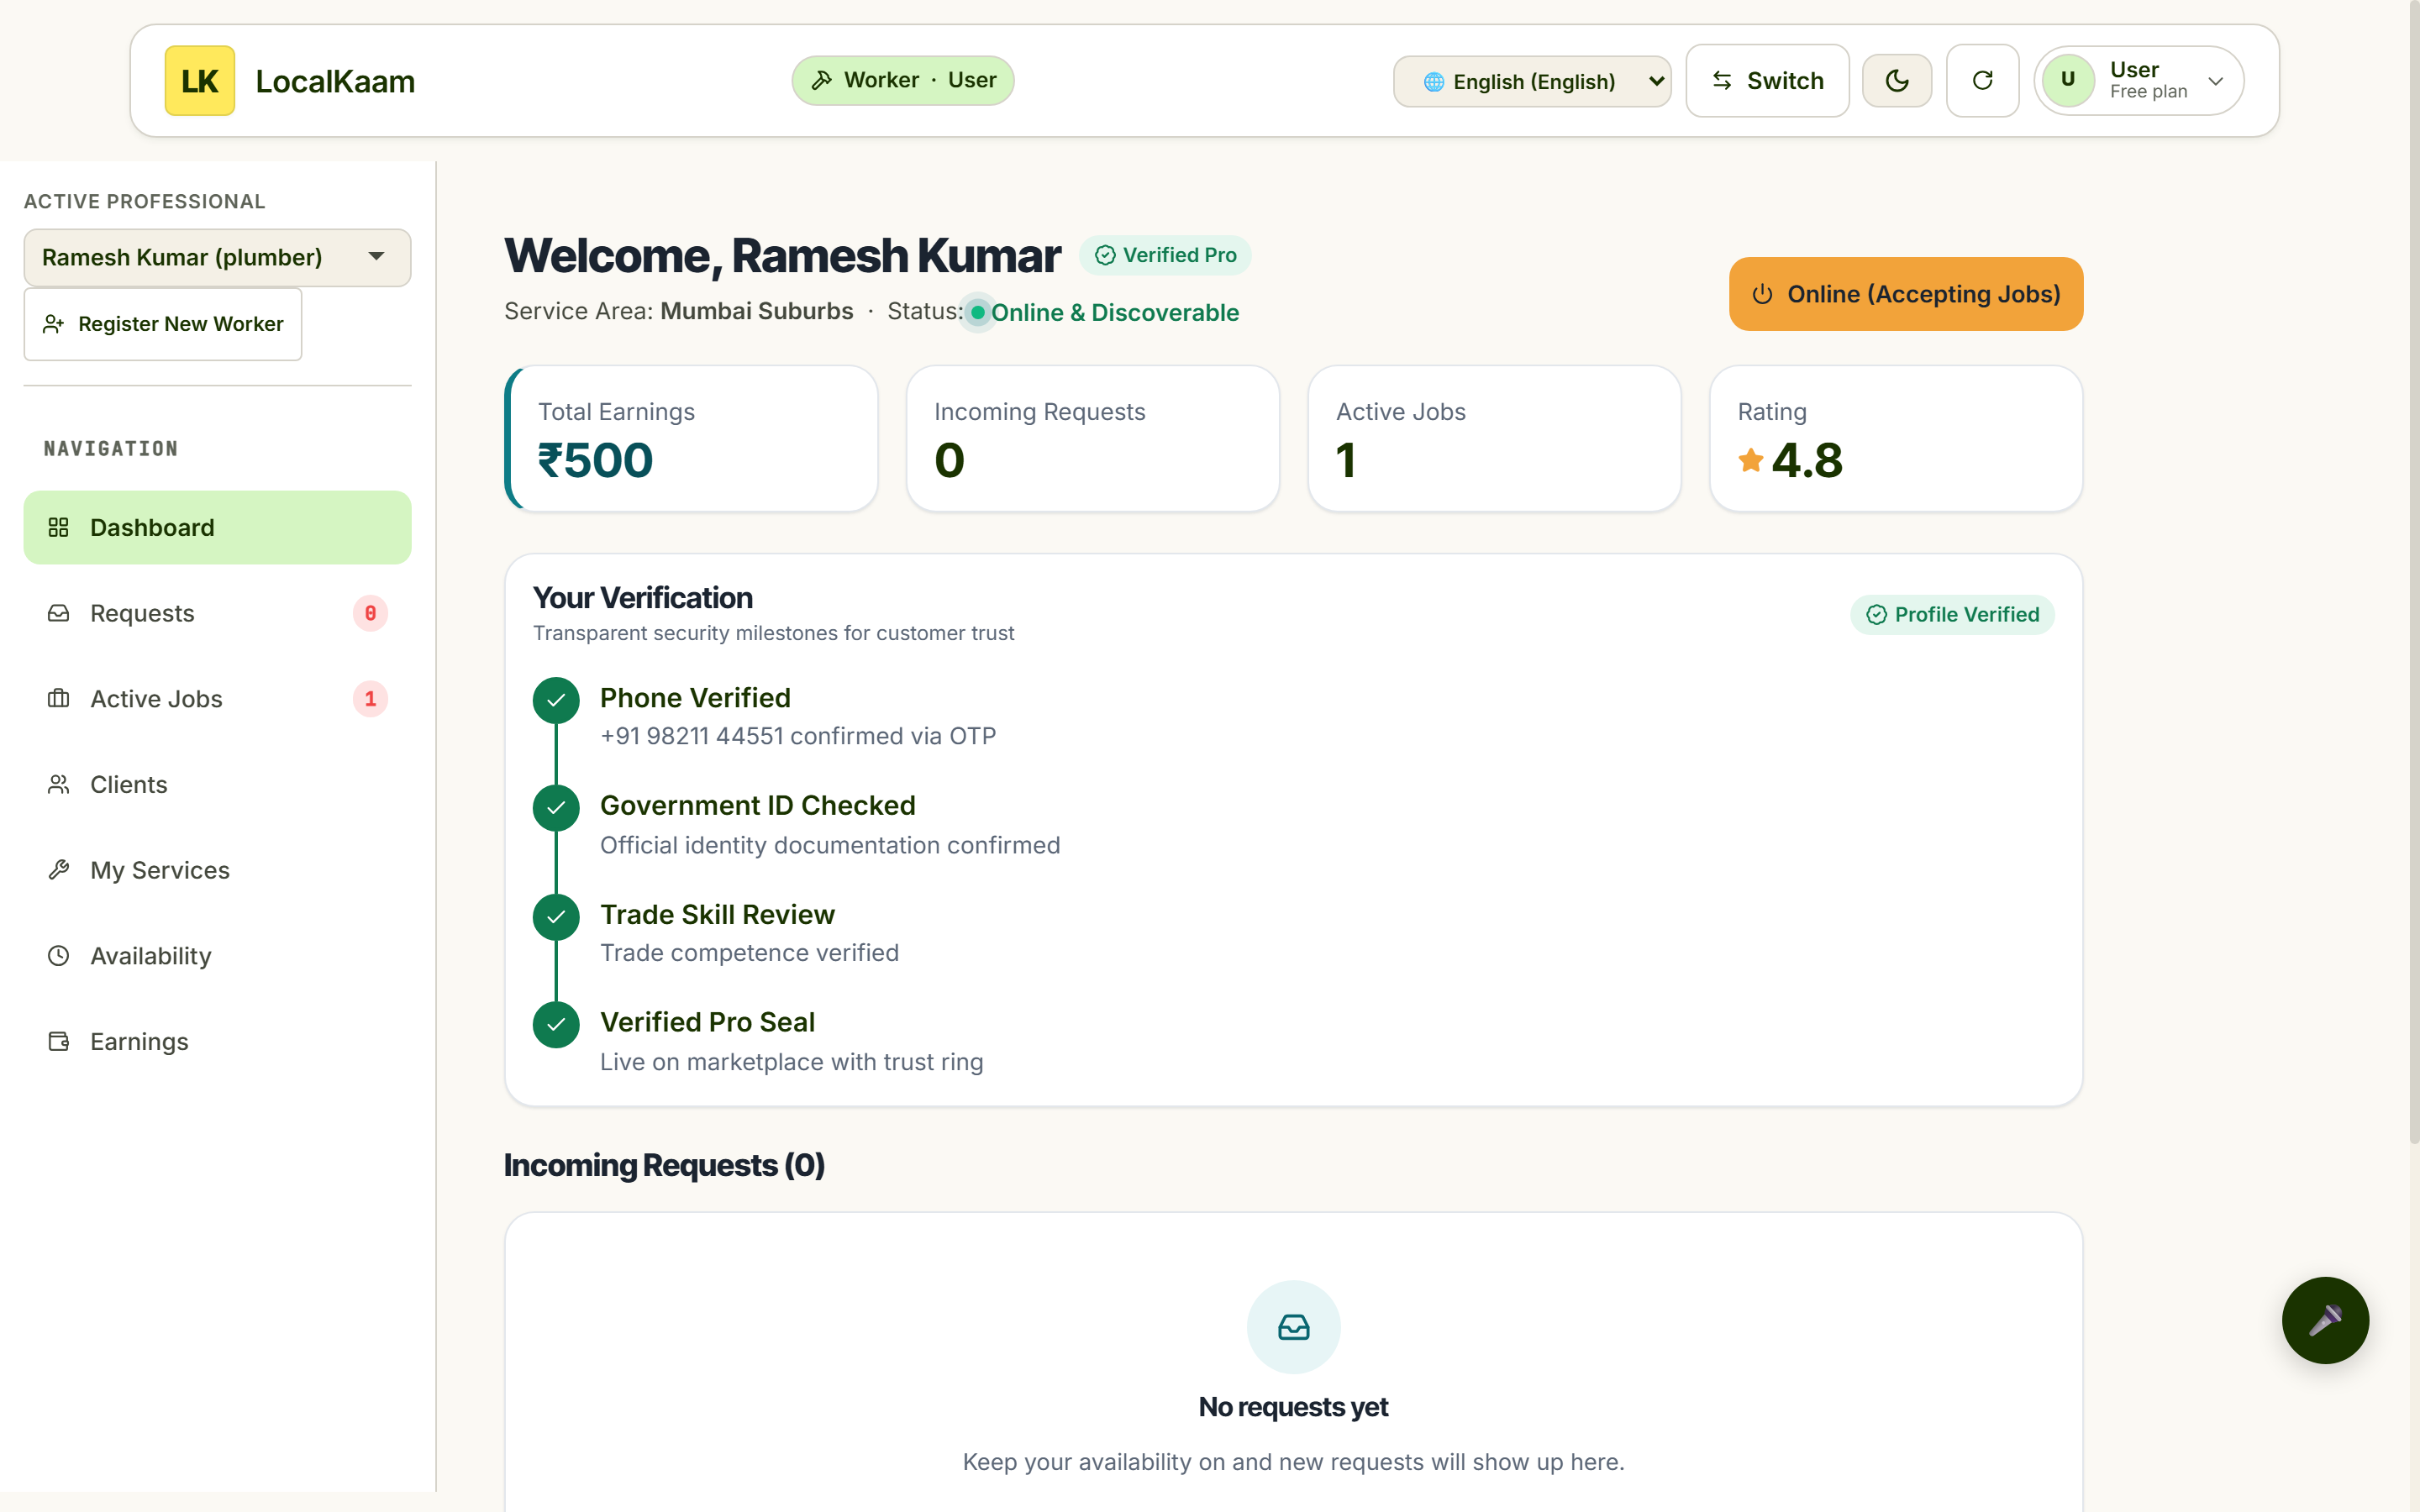 LK LocalKaam
Worker · User
English (English)
Switch
U
User
Free plan
ACTIVE PROFESSIONAL
Ramesh Kumar (plumber)
Register New Worker
NAVIGATION
Dashboard
Requests 0
Active Jobs 1
Clients
My Services
Availability
Earnings
Welcome, Ramesh Kumar
Verified Pro
Service Area: Mumbai Suburbs · Status: Online & Discoverable
Online (Accepting Jobs)
Total Earnings
₹500
Incoming Requests
0
Active Jobs
1
Rating
4.8
Your Verification
Transparent security milestones for customer trust
Profile Verified
Phone Verified
+91 98211 44551 confirmed via OTP
Government ID Checked
Official identity documentation confirmed
Trade Skill Review
Trade competence verified
Verified Pro Seal
Live on marketplace with trust ring
Incoming Requests (0)
No requests yet
Keep your availability on and new requests will show up here.